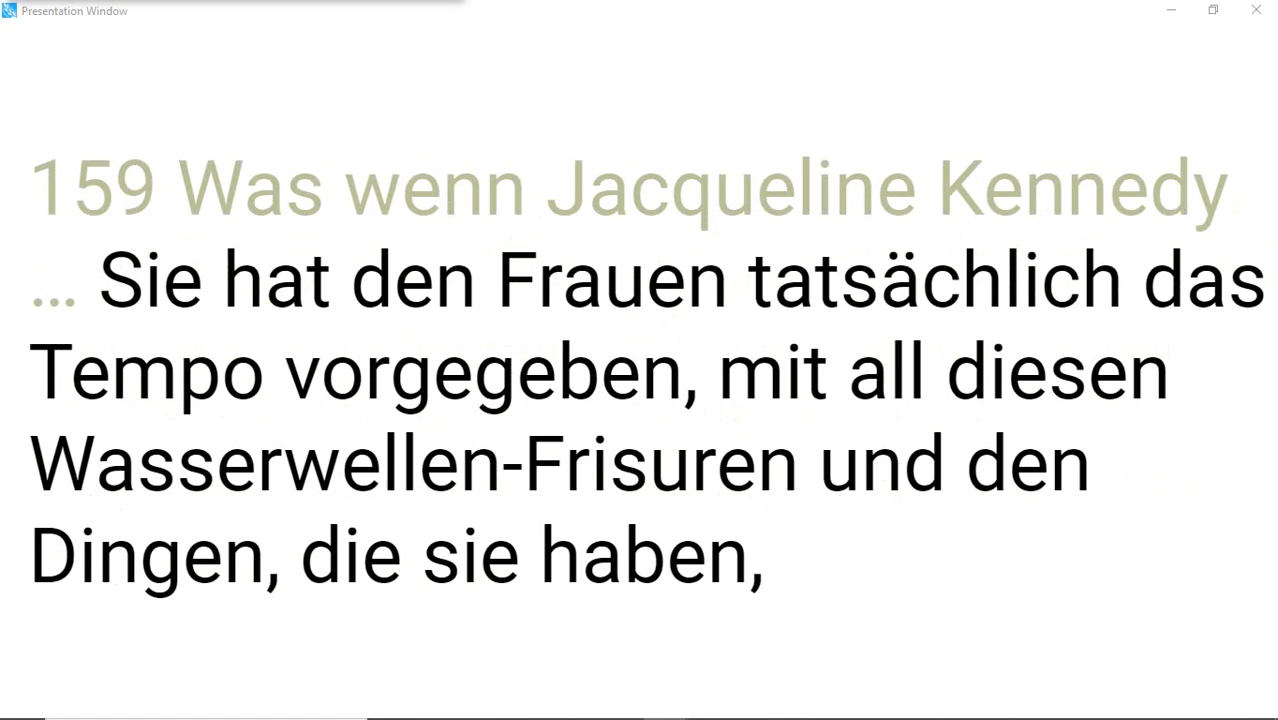 Presentation Window
159 Was wenn Jacqueline Kennedy
... Sie hat den Frauen tatsächlich das
Tempo vorgegeben, mit all diesen
Wasserwellen-Frisuren und den
Dingen, die sie haben,